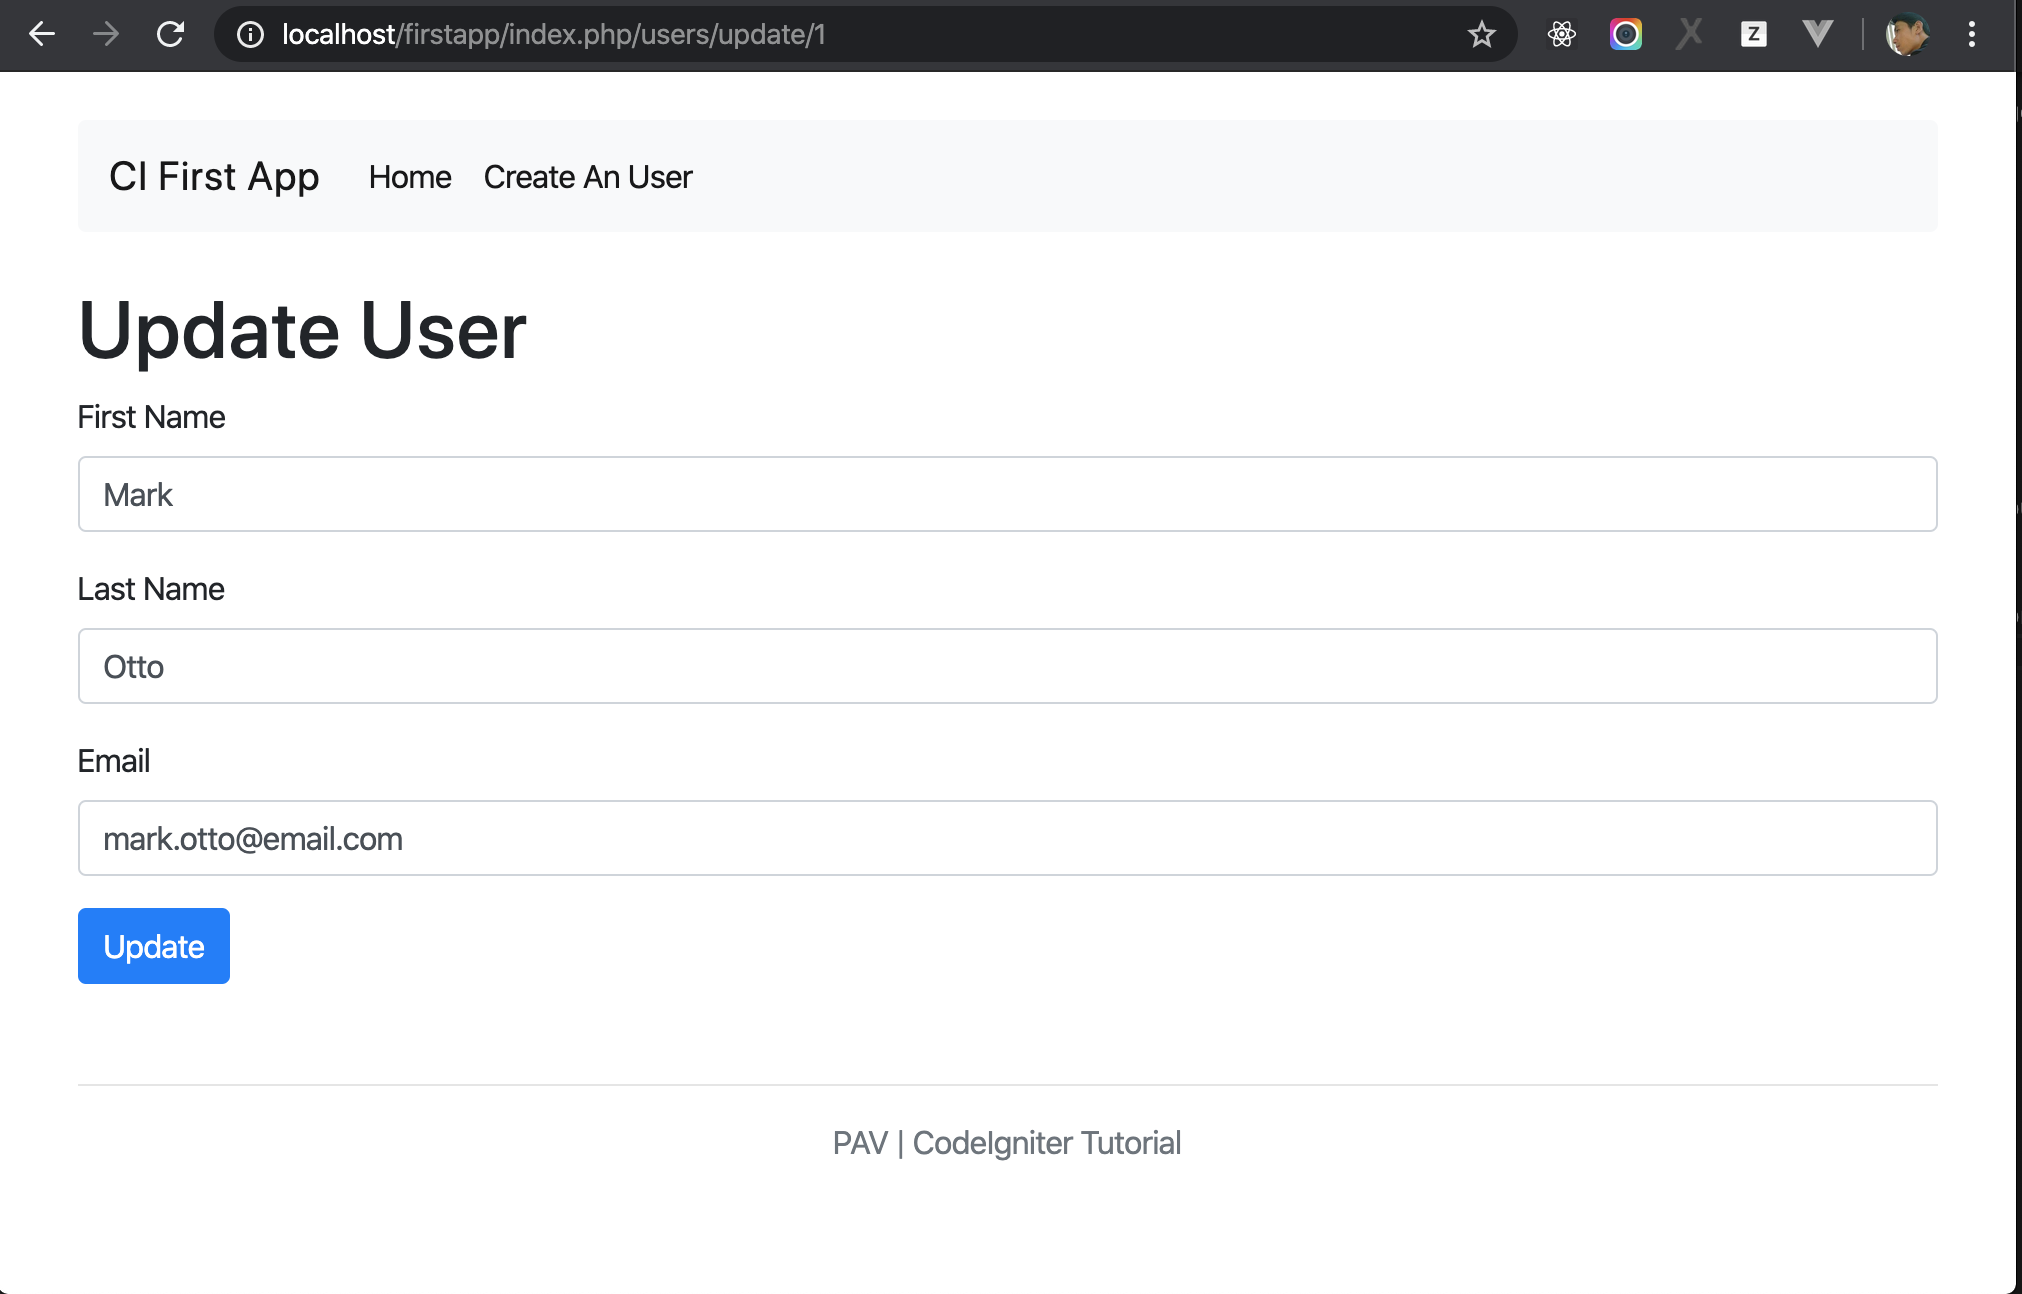 localhost/firstapp/index.php/users/update/1
Z
CI First App Home Create An User
Update User
First Name
Mark
Last Name
Otto
Email
mark.otto@email.com
Update
PAV | CodeIgniter Tutorial